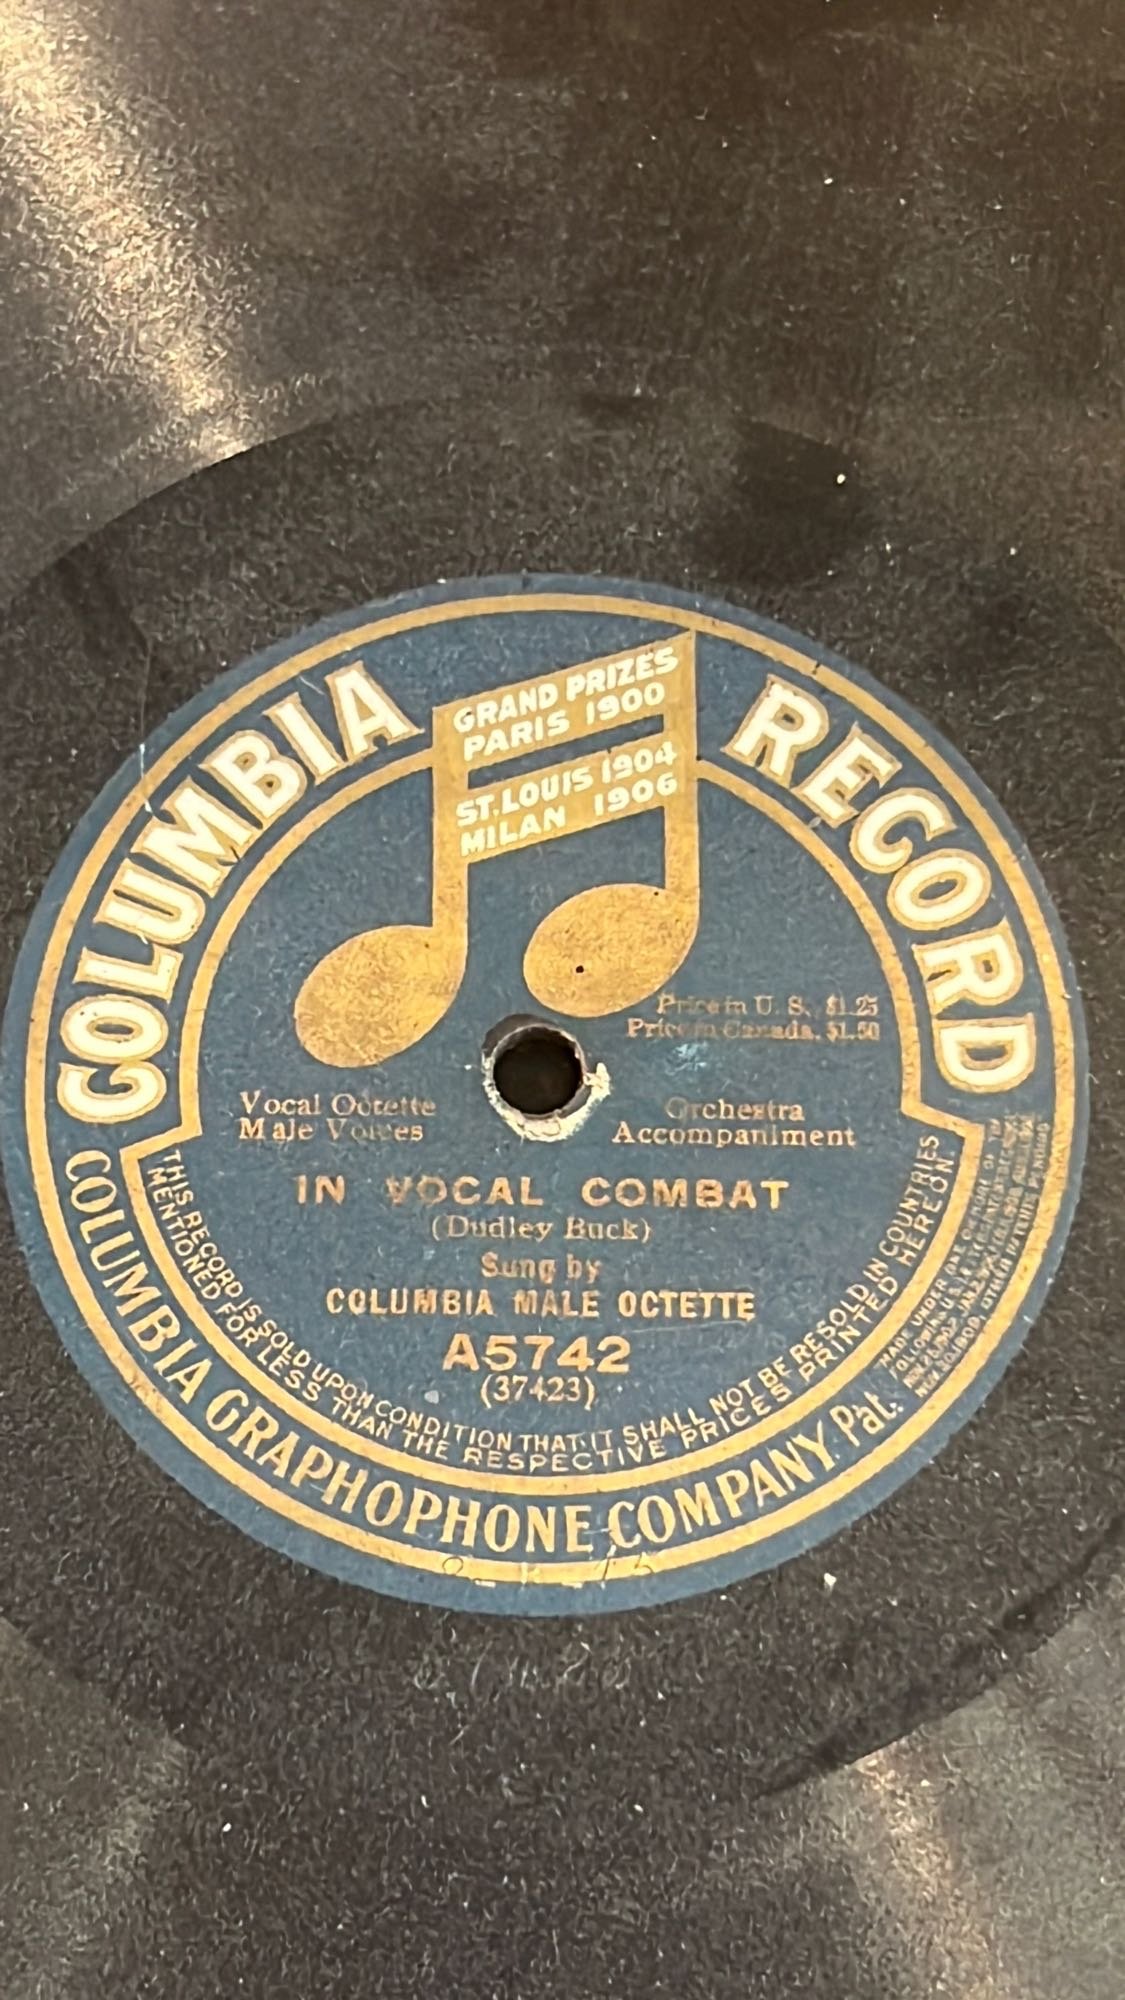 COLUMBIA RECORD
GRAND PRIZES
PARIS 1900
ST. LOUIS 1904
MILAN 1906
Price in U. S., $1.25
Price in Canada, $1.50
Vocal Octette
Male Voices
Orchestra
Accompaniment
IN VOCAL COMBAT
(Dudley Buck)
Sung by
COLUMBIA MALE OCTETTE
A5742
(37423)
THIS RECORD IS SOLD UPON CONDITION THAT IT SHALL NOT BE RESOLD IN COUNTRIES
MENTIONED FOR LESS THAN THE RESPECTIVE PRICES PRINTED HEREON
COLUMBIA GRAPHOPHONE COMPANY. Pat.
MADE UNDER
FOLLOWING U.S.